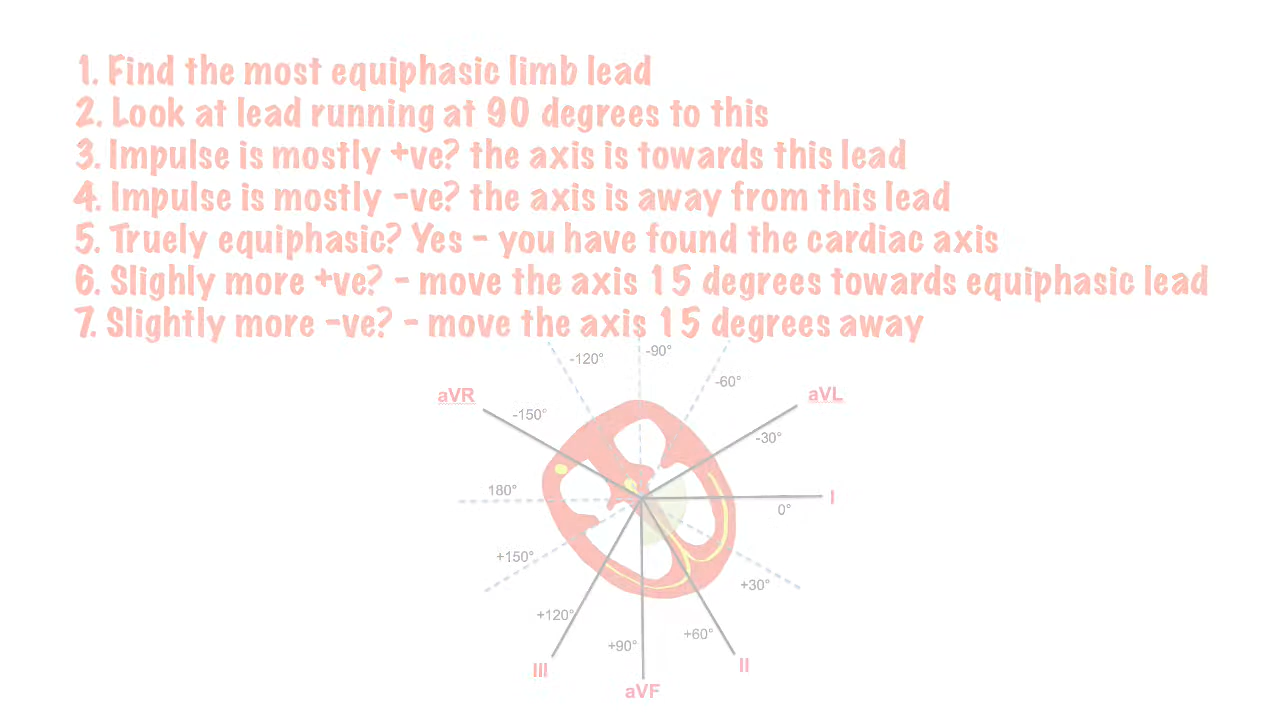 1. Find the most equiphasic limb lead
2. Look at lead running at 90 degrees to this
3. Impulse is mostly +ve? the axis is towards this lead
4. Impulse is mostly -ve? the axis is away from this lead
5. Truely equiphasic? Yes - you have found the cardiac axis
6. Slighly more +ve? - move the axis 15 degrees towards equiphasic lead
7. Slightly more -ve? - move the axis 15 degrees away
-120° -90°
-60°
aVR aVL
-150°
-30°
180° I
0°
+150°
+30°
+120°
+90° +60°
III II
aVF